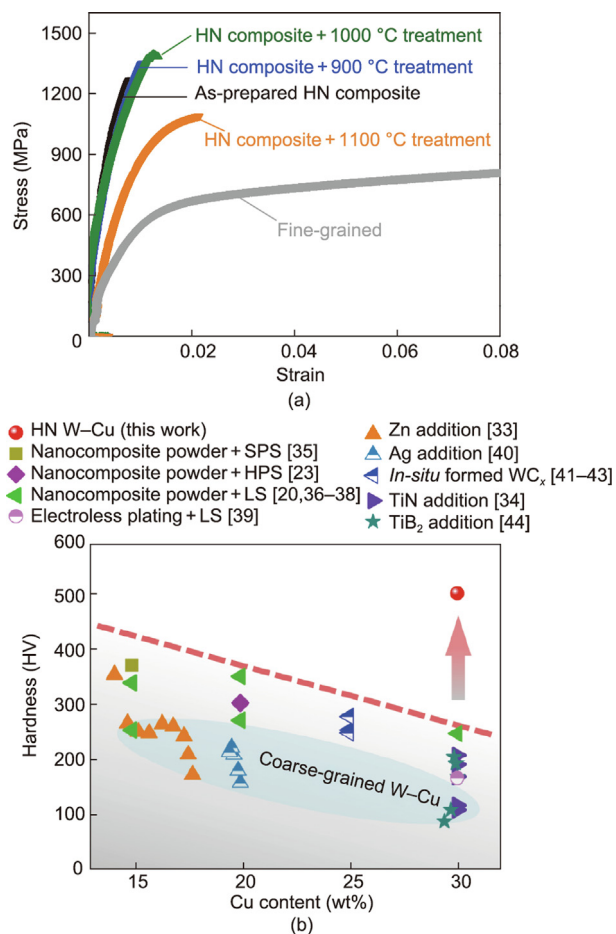 1500
1200
900
600
300
0
Stress (MPa)
HN composite + 1000 °C treatment
HN composite + 900 °C treatment
As-prepared HN composite
HN composite + 1100 °C treatment
Fine-grained
0.02 0.04 0.06 0.08
Strain
(a)
HN W–Cu (this work)
Nanocomposite powder + SPS [35]
Nanocomposite powder + HPS [23]
Nanocomposite powder + LS [20,36–38]
Electroless plating + LS [39]
Zn addition [33]
Ag addition [40]
In-situ formed WCx [41–43]
TiN addition [34]
TiB2 addition [44]
600
500
400
300
200
100
0
Hardness (HV)
Coarse-grained W–Cu
15 20 25 30
Cu content (wt%)
(b)